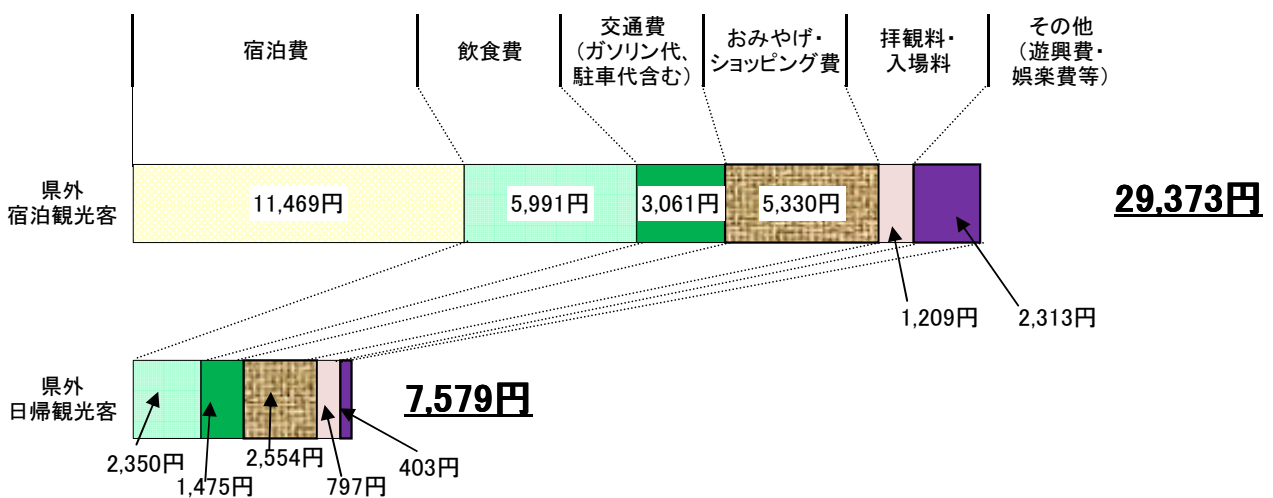 宿泊費
飲食費
交通費
（ガソリン代、
駐車代含む）
おみやげ・
ショッピング費
拝観料・
入場料
その他
（遊興費・
娯楽費等）
県外
宿泊観光客
11,469円
5,991円
3,061円
5,330円
29,373円
1,209円
2,313円
県外
日帰観光客
7,579円
2,350円
1,475円
2,554円
797円
403円